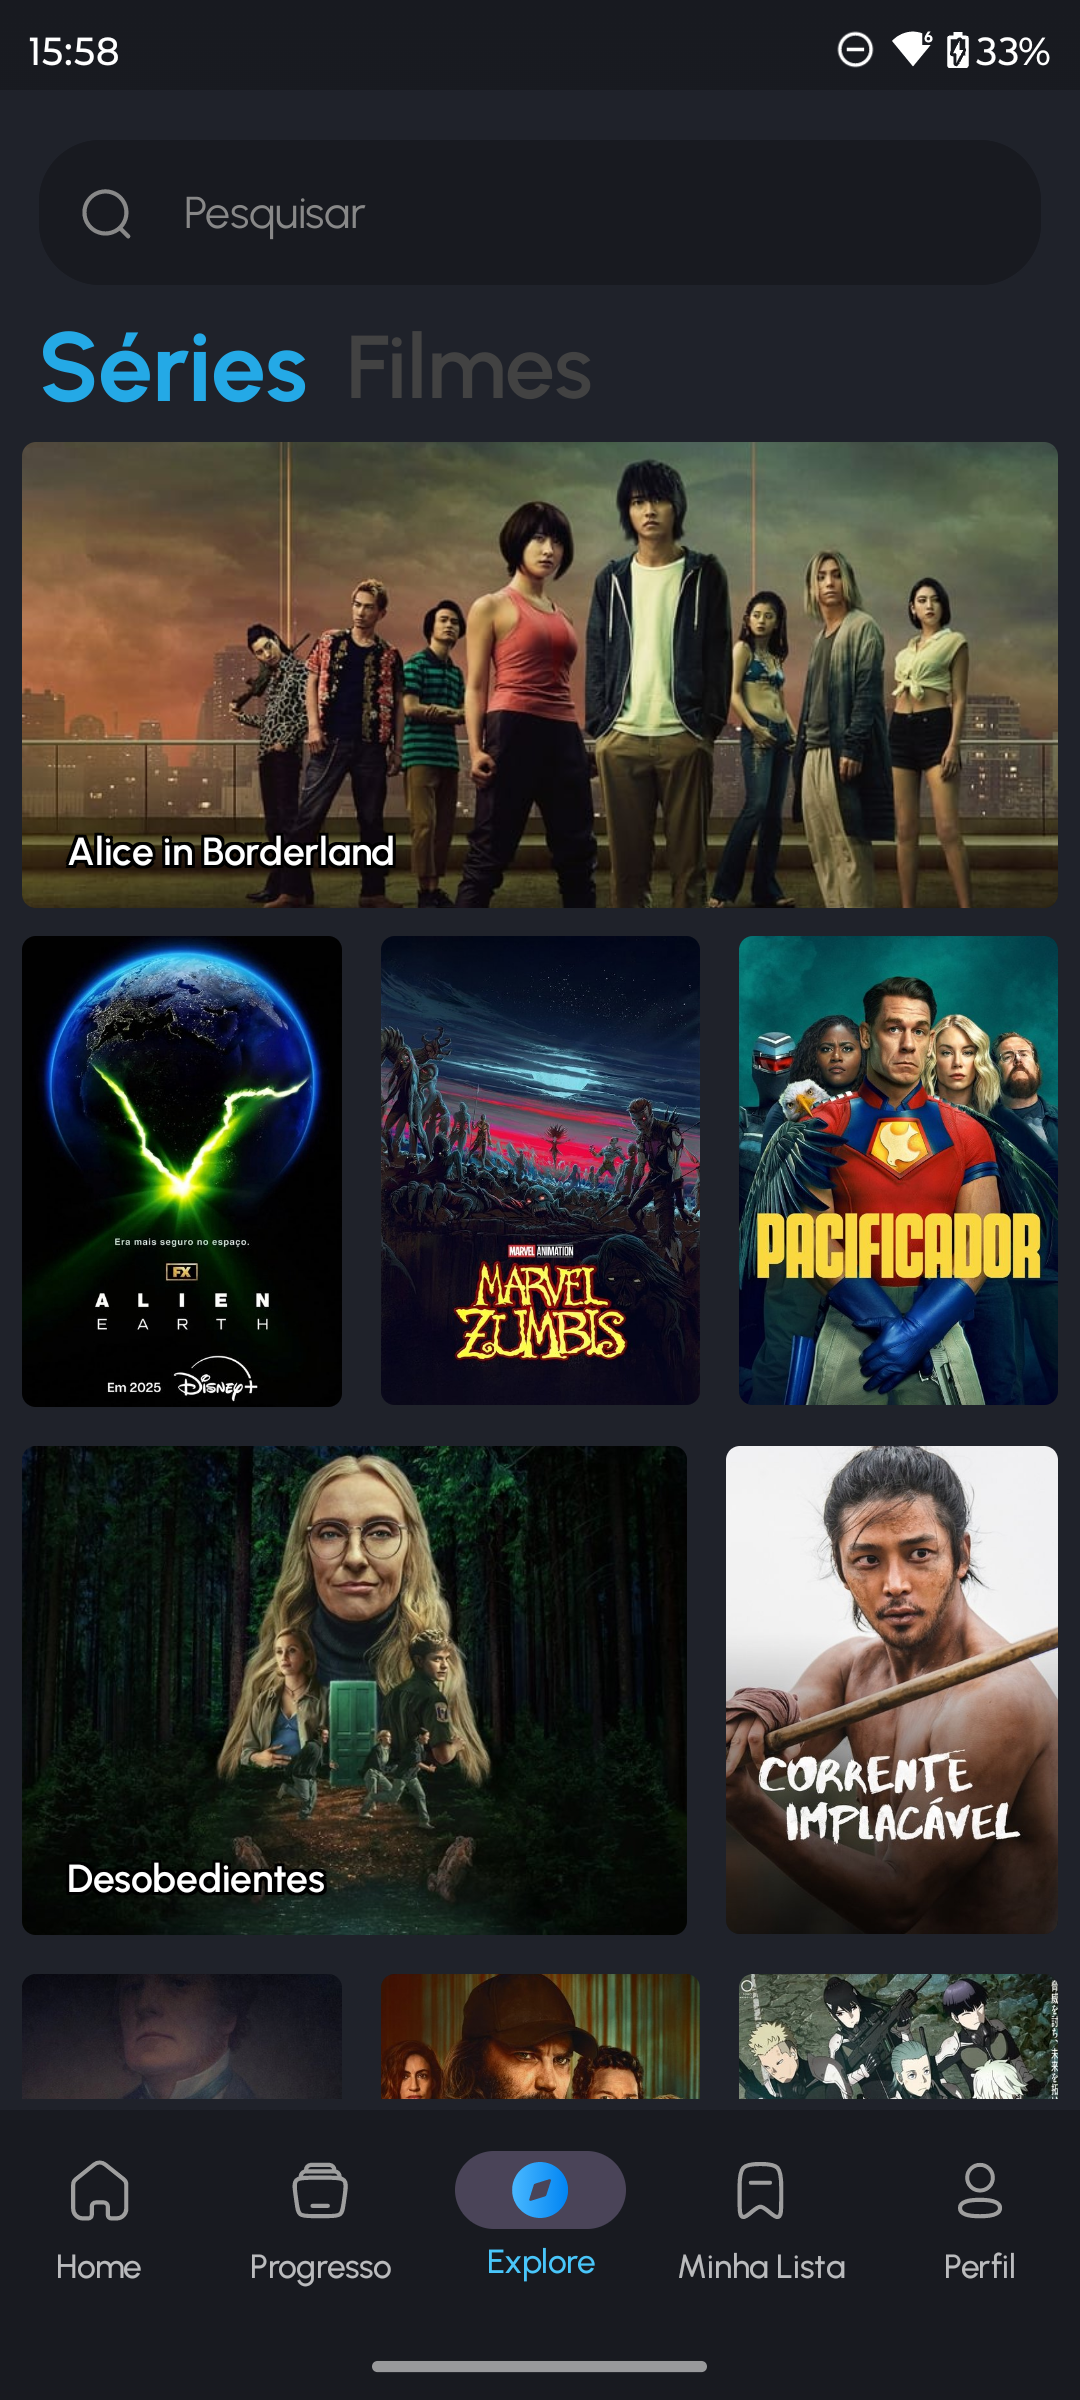 15:58
6
33%
Pesquisar
Séries Filmes
Alice in Borderland
Era mais seguro no espaço.
FX
ALIEN
EARTH
Em 2025 Disney+
MARVEL ANIMATION
MARVEL
ZUMBIS
PACIFICADOR
Desobedientes
CORRENTE
IMPLACÁVEL
Home
Progresso
Explore
Minha Lista
Perfil